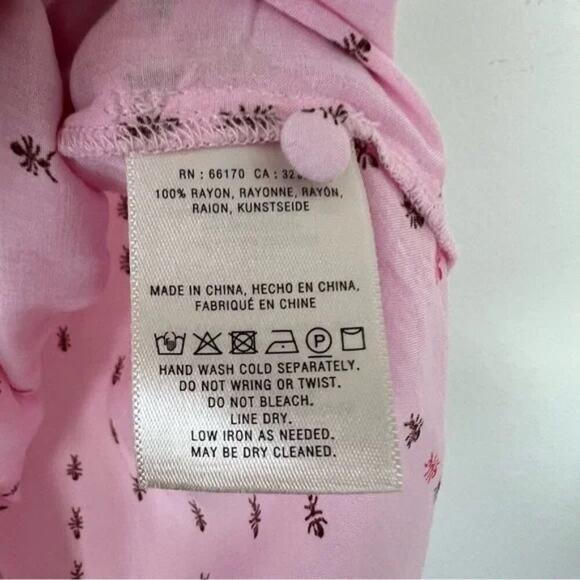 RN : 66170 CA :
100% RAYON, RAYONNE, RAYÓN,
RAION, KUNSTSEIDE
MADE IN CHINA, HECHO EN CHINA,
FABRIQUÉ EN CHINE
HAND WASH COLD SEPARATELY.
DO NOT WRING OR TWIST.
DO NOT BLEACH.
LINE DRY.
LOW IRON AS NEEDED.
MAY BE DRY CLEANED.